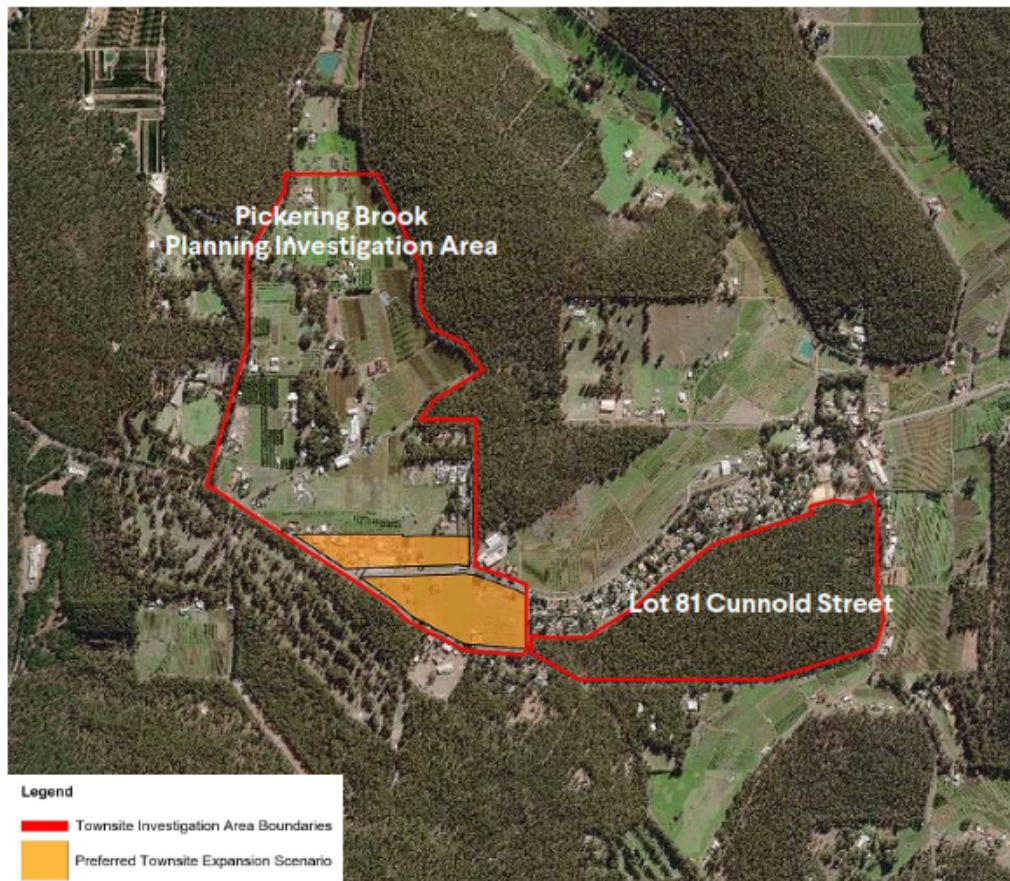 Pickering Brook
Planning Investigation Area
Lot 81 Cunnold Street
Legend
Townsite Investigation Area Boundaries
Preferred Townsite Expansion Scenario